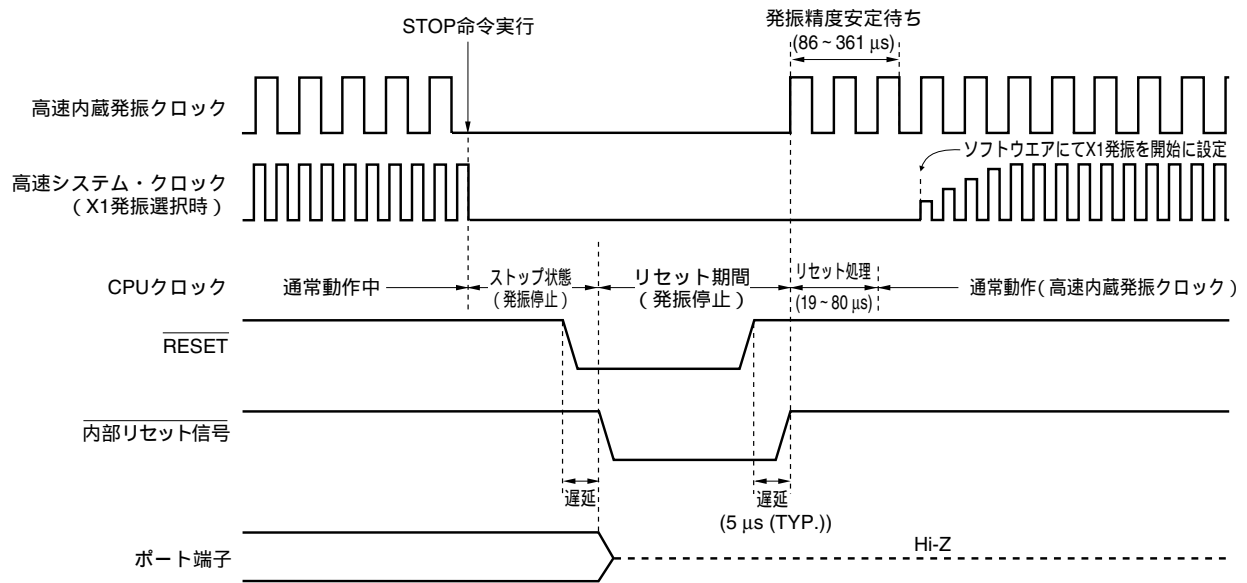 STOP命令実行
発振精度安定待ち
(86～361 μs)
高速内蔵発振クロック
ソフトウエアにてX1発振を開始に設定
高速システム・クロック
（X1発振選択時）
CPUクロック
通常動作中
ストップ状態
（発振停止）
リセット期間
（発振停止）
リセット処理
(19～80 μs)
通常動作（高速内蔵発振クロック）
RESET
内部リセット信号
遅延
遅延
(5 μs (TYP.))
ポート端子
Hi-Z